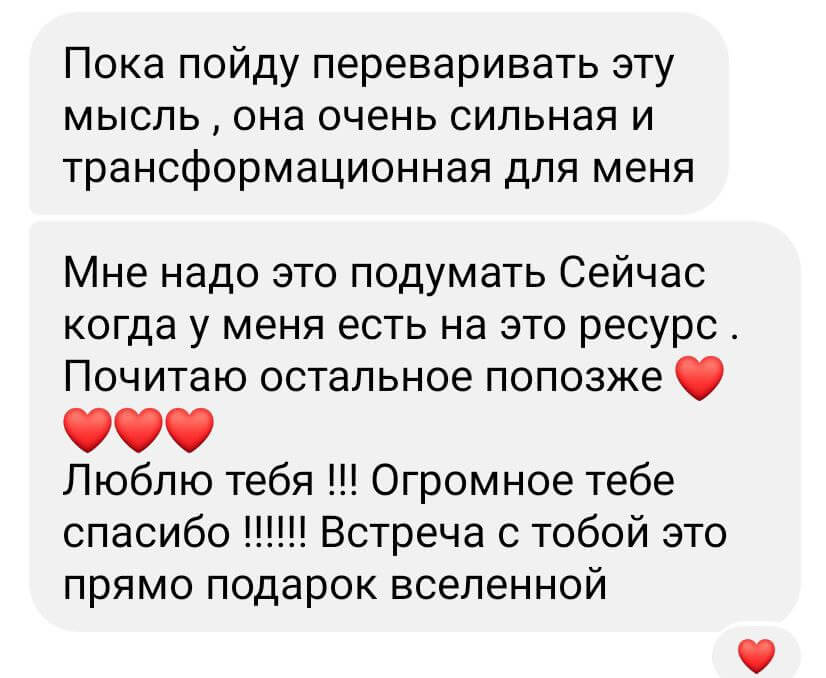 Пока пойду переваривать эту
мысль , она очень сильная и
трансформационная для меня
Мне надо это подумать Сейчас
когда у меня есть на это ресурс .
Почитаю остальное попозже ❤️
❤️❤️❤️
Люблю тебя !!! Огромное тебе
спасибо !!!!!! Встреча с тобой это
прямо подарок вселенной
❤️